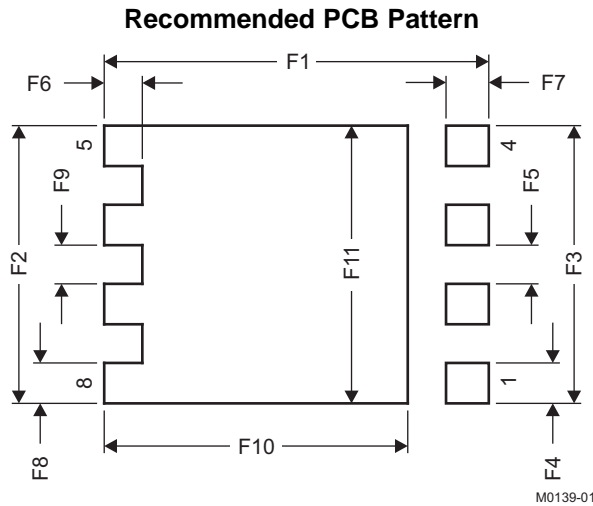 Recommended PCB Pattern
F1
F6
F7
5
4
F9
F5
F2
F11
F3
8
1
F10
F8
F4
M0139-01